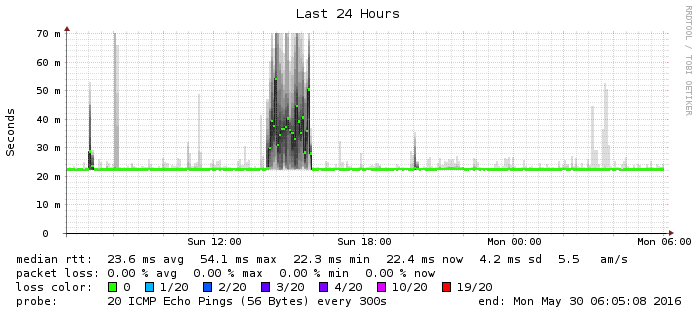 Last 24 Hours
RRDTOOL / TOBI OETIKER
Seconds
70 m
60 m
50 m
40 m
30 m
20 m
10 m
0
Sun 12:00 Sun 18:00 Mon 00:00 Mon 06:00
median rtt: 23.6 ms avg 54.1 ms max 22.3 ms min 22.4 ms now 4.2 ms sd 5.5 am/s
packet loss: 0.00 % avg 0.00 % max 0.00 % min 0.00 % now
loss color: 0 1/20 2/20 3/20 4/20 10/20 19/20
probe: 20 ICMP Echo Pings (56 Bytes) every 300s end: Mon May 30 06:05:08 2016